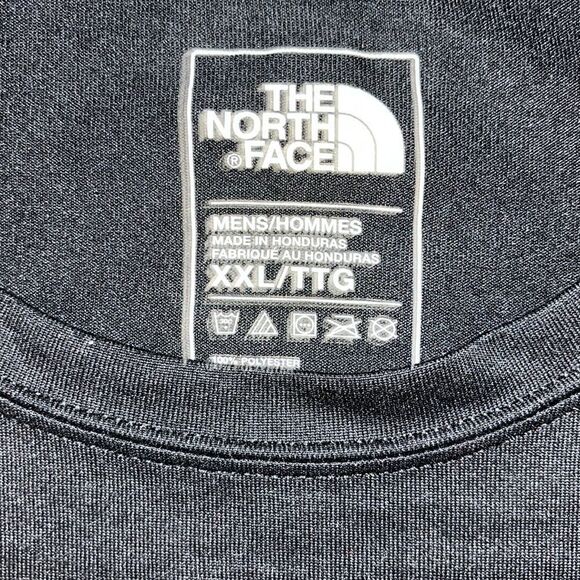 THE
NORTH
® FACE
MENS/HOMMES
MADE IN HONDURAS
FABRIQUÉ AU HONDURAS
XXL/TTG
100% POLYESTER